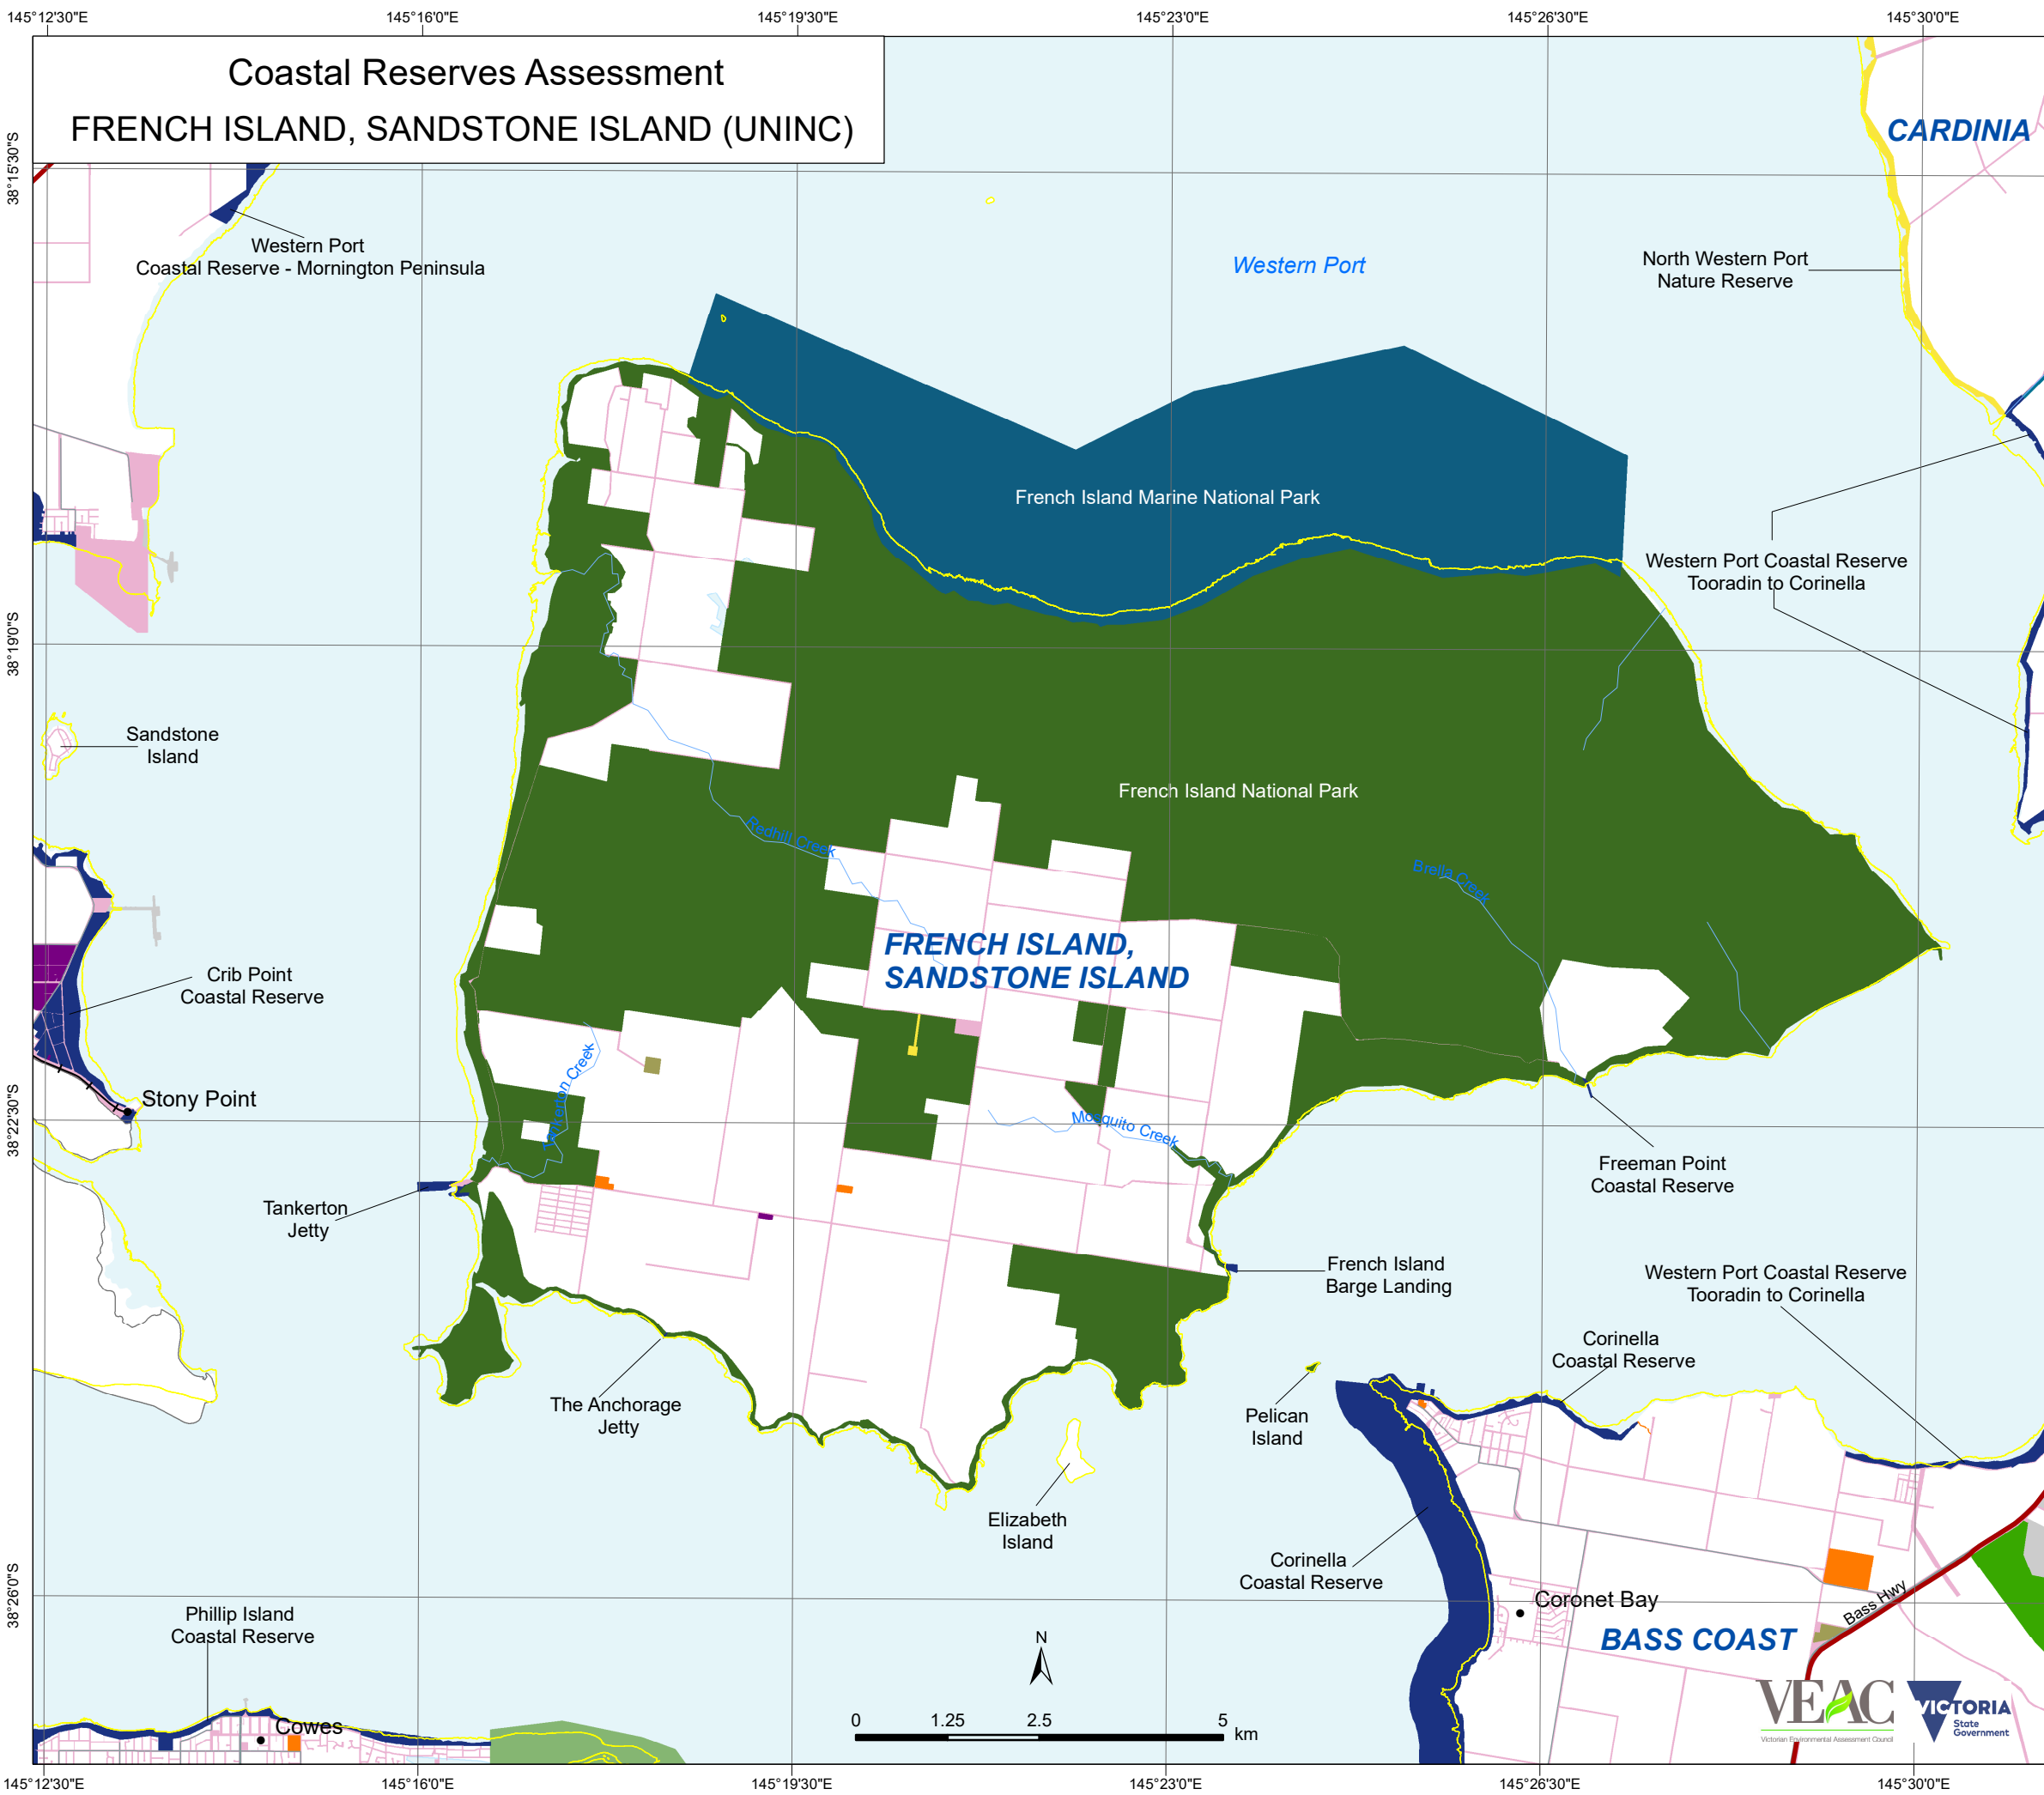 145°12'30"E
145°16'0"E
145°19'30"E
145°23'0"E
145°26'30"E
145°30'0"E
Coastal Reserves Assessment
FRENCH ISLAND, SANDSTONE ISLAND (UNINC)
CARDINIA
38°15'30"S
Western Port
Coastal Reserve - Mornington Peninsula
Western Port
North Western Port
Nature Reserve
French Island Marine National Park
Western Port Coastal Reserve
Tooradin to Corinella
38°19'0"S
Sandstone
Island
French Island National Park
Redhill Creek
Brella Creek
FRENCH ISLAND,
SANDSTONE ISLAND
Crib Point
Coastal Reserve
Stony Point
Tankerton Creek
Mosquito Creek
38°22'30"S
Freeman Point
Coastal Reserve
Tankerton
Jetty
French Island
Barge Landing
Western Port Coastal Reserve
Tooradin to Corinella
Corinella
Coastal Reserve
The Anchorage
Jetty
Pelican
Island
Elizabeth
Island
Corinella
Coastal Reserve
38°26'0"S
Coronet Bay
Bass Hwy
BASS COAST
Phillip Island
Coastal Reserve
Cowes
N
0
1.25
2.5
5
km
VEAC
Victorian Environmental Assessment Council
VICTORIA
State
Government
145°12'30"E
145°16'0"E
145°19'30"E
145°23'0"E
145°26'30"E
145°30'0"E